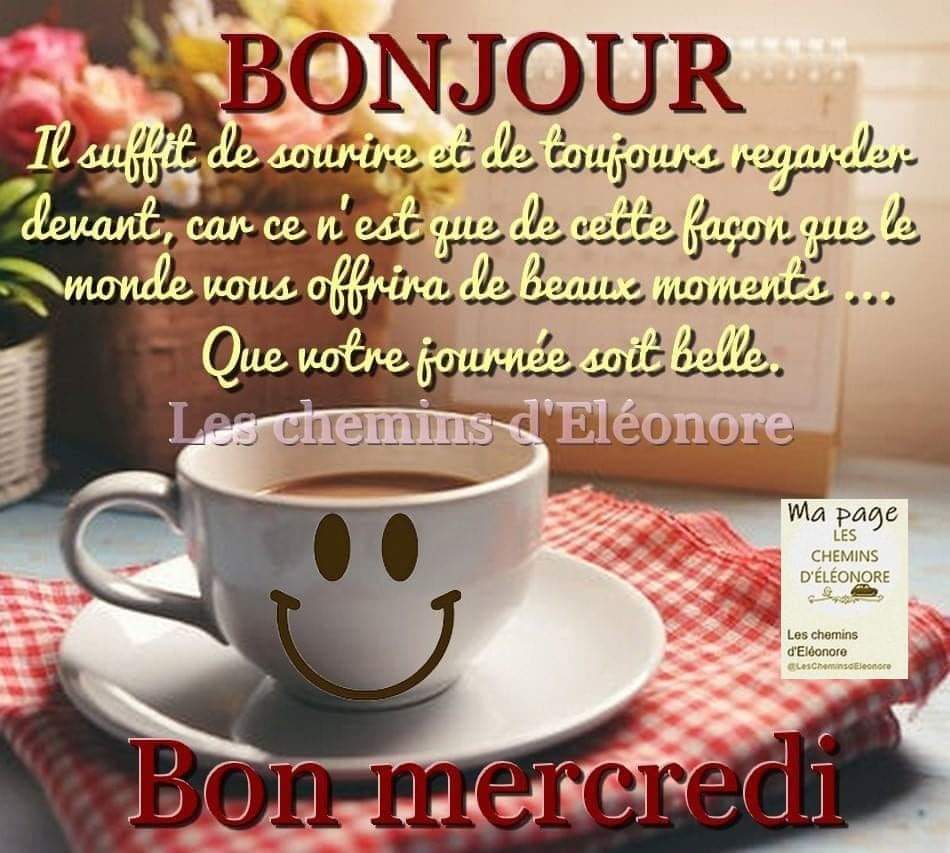 BONJOUR
Il suffit de sourire et de toujours regarder
devant, car ce n'est que de cette façon que le
monde vous offrira de beaux moments ...
Que votre journée soit belle.
Les chemins d'Eléonore
Ma page
LES
CHEMINS
D'ÉLÉONORE
Les chemins
d'Eléonore
@LesCheminsdEleonore
Bon mercredi